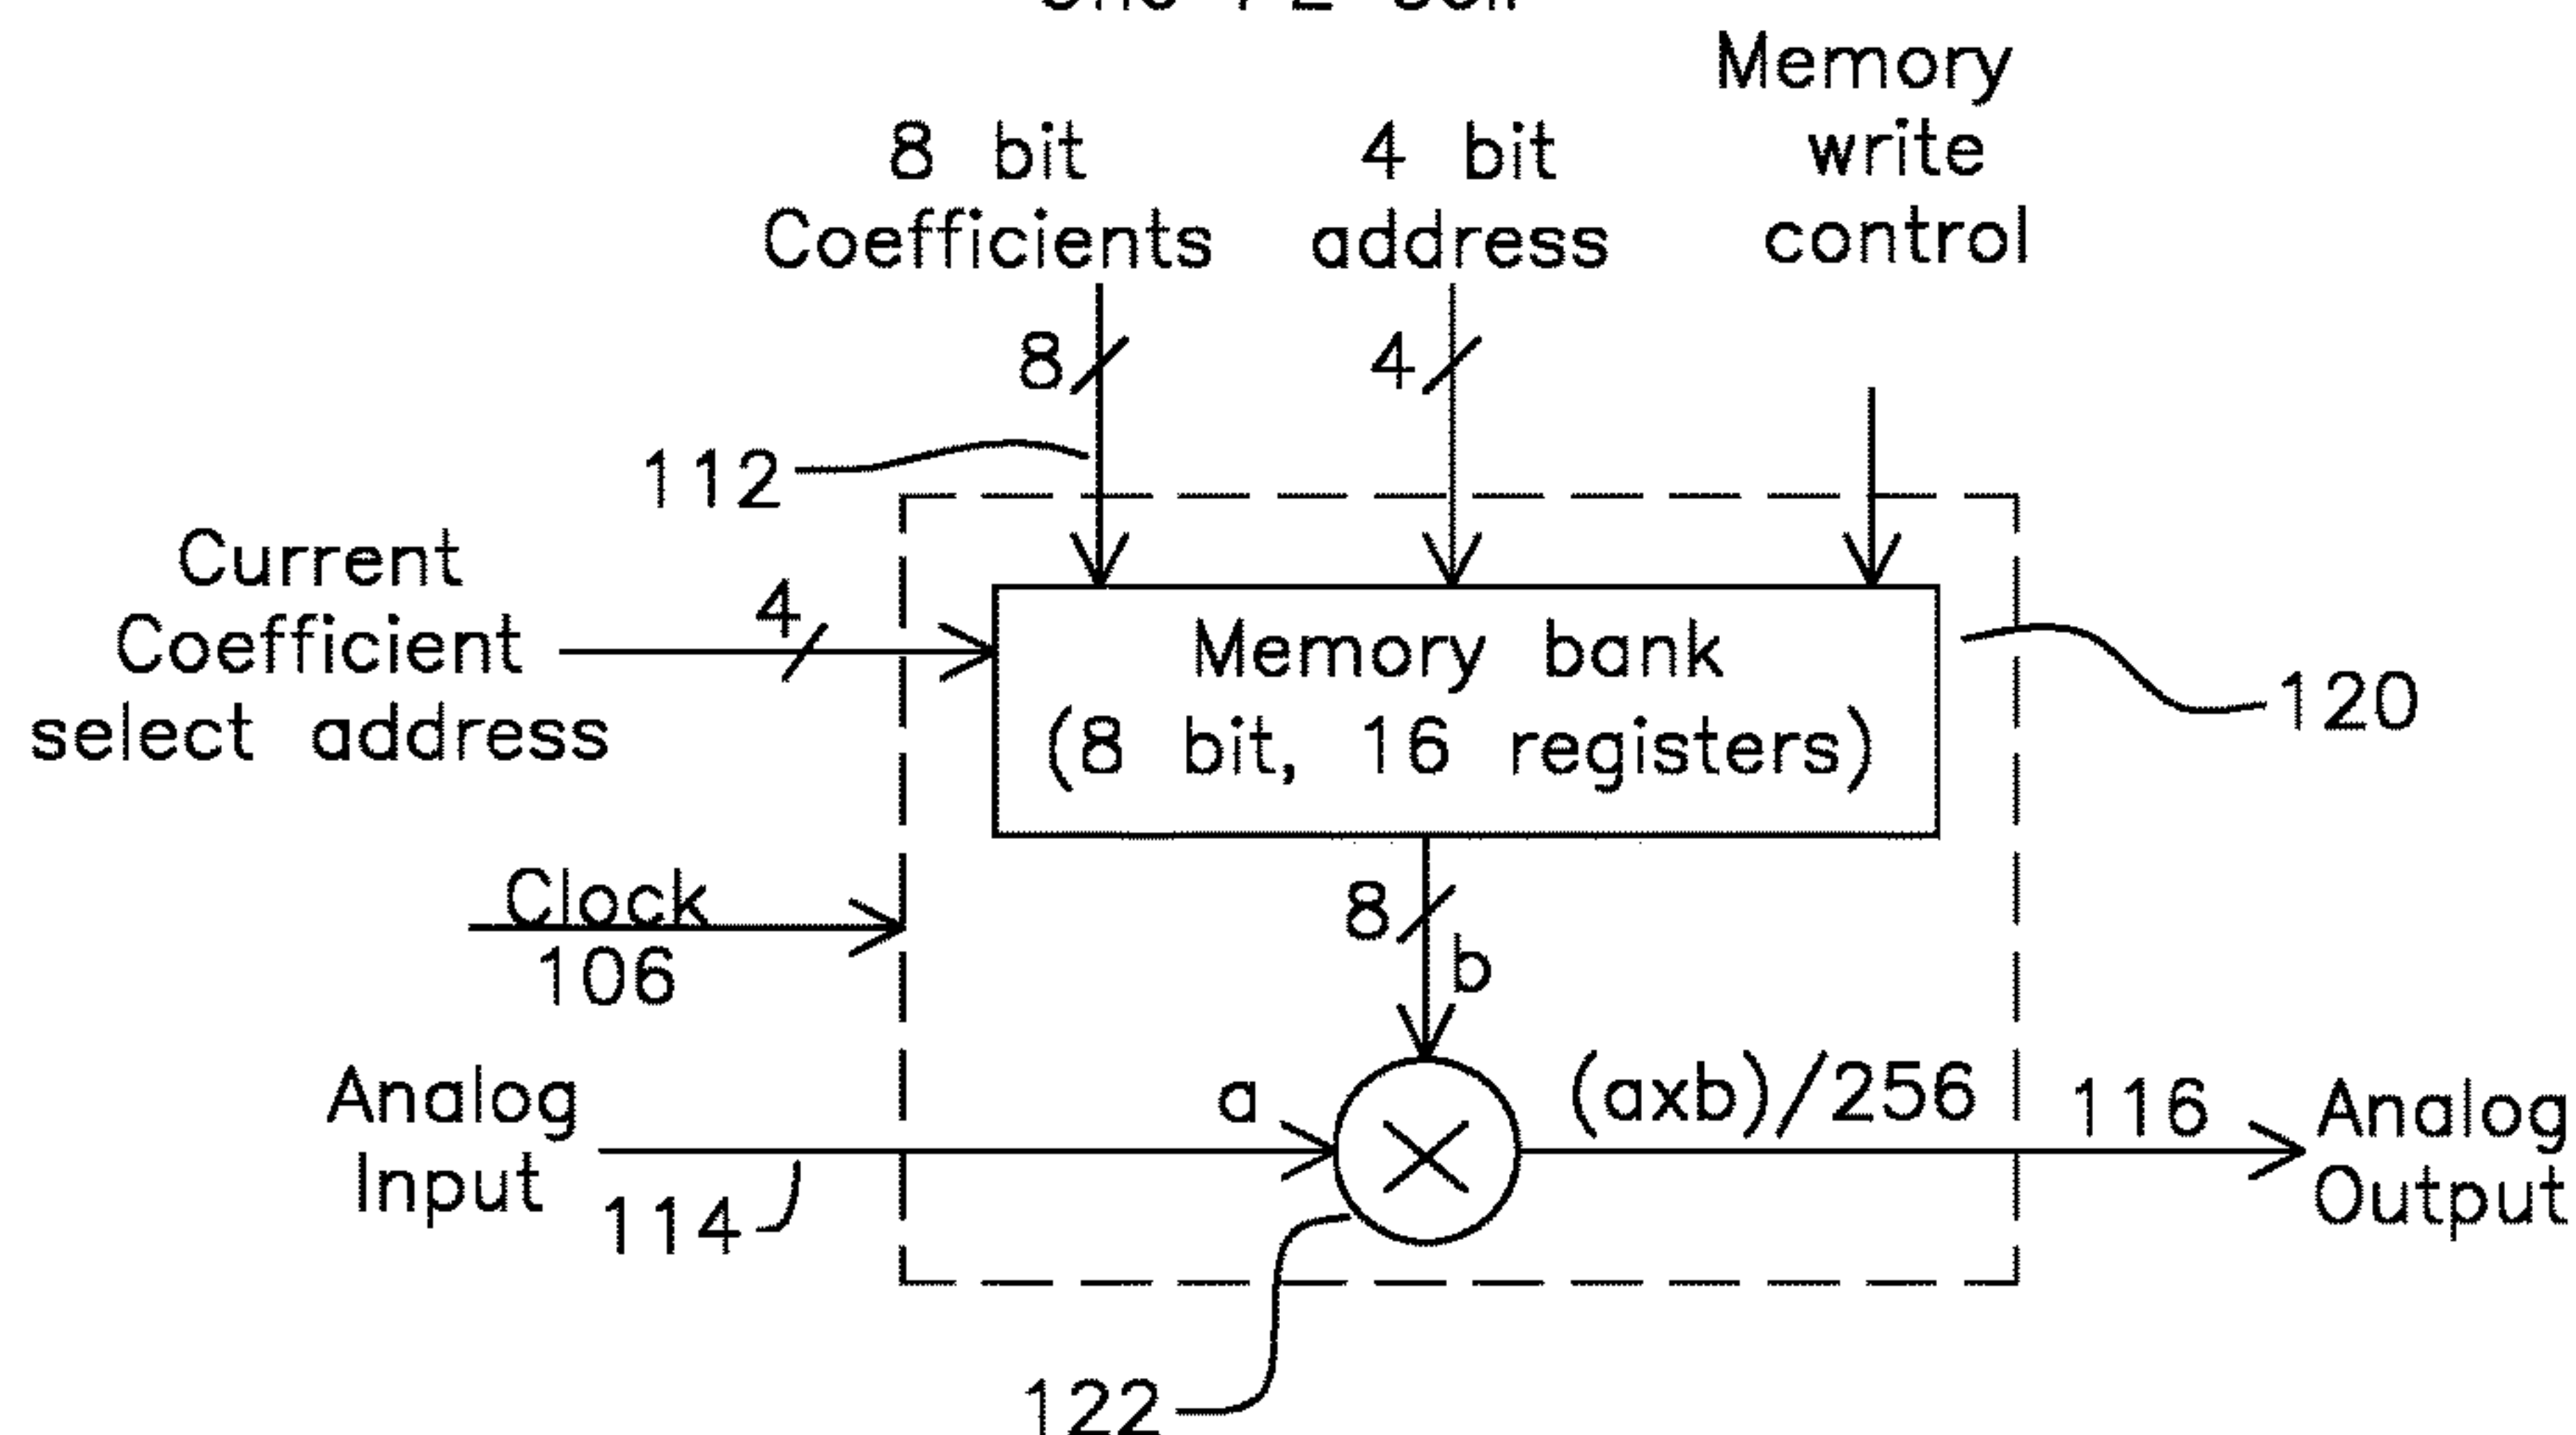 Memory
write
control
8 bit
Coefficients
4 bit
address
8
4
112
Current
Coefficient
select address
4
Memory bank
(8 bit, 16 registers)
120
Clock
106
8
b
Analog
Input
114
a
(axb)/256
116
Analog
Output
122